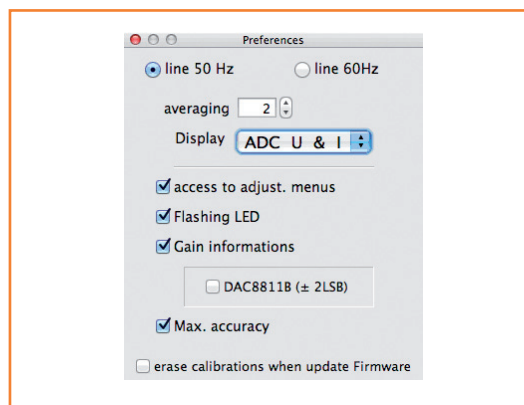 Preferences
line 50 Hz line 60Hz
averaging 2
Display ADC U & I
access to adjust. menus
Flashing LED
Gain informations
DAC8811B (± 2LSB)
Max. accuracy
erase calibrations when update Firmware